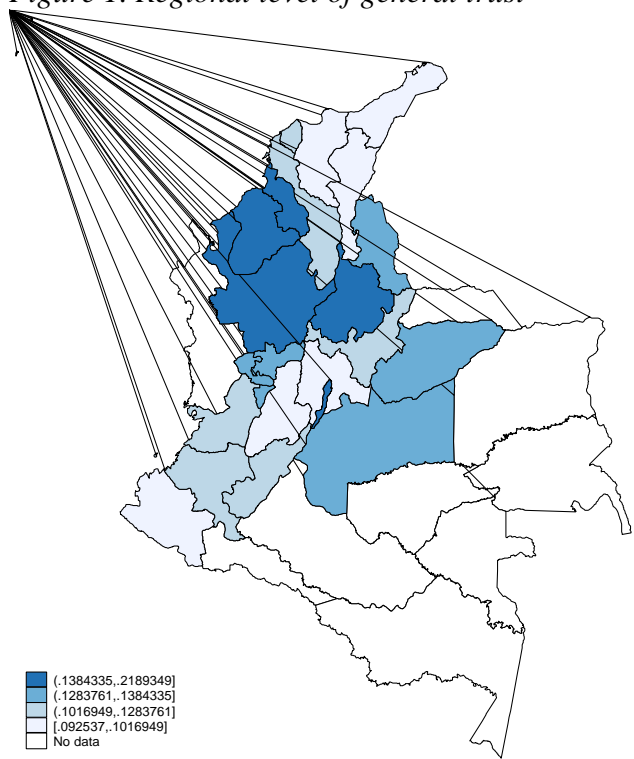 Figure 1. Regional level of general trust
(.1384335,.2189349]
(.1283761,.1384335]
(.1016949,.1283761]
[.092537,.1016949]
No data